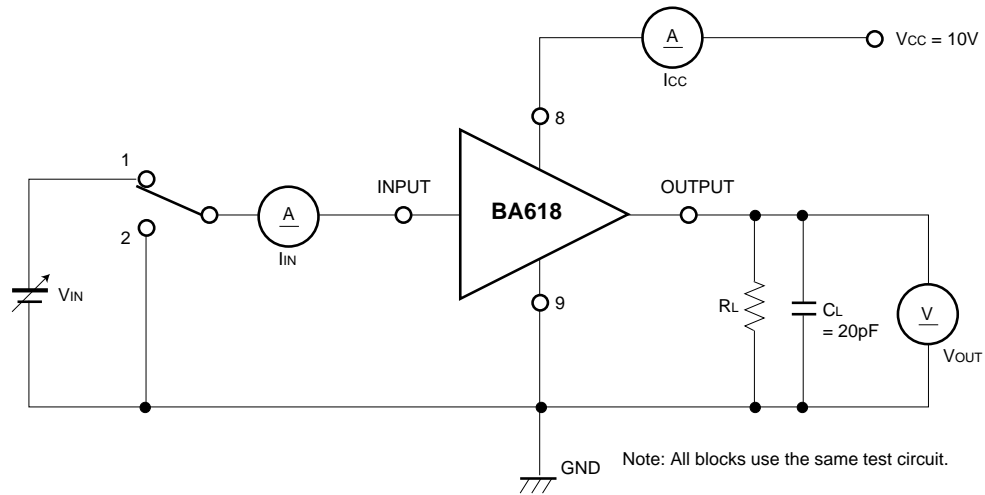 A
ICC
VCC = 10V
8
1
INPUT
OUTPUT
A
IIN
BA618
2
VIN
9
RL
CL
= 20pF
V
VOUT
GND
Note: All blocks use the same test circuit.